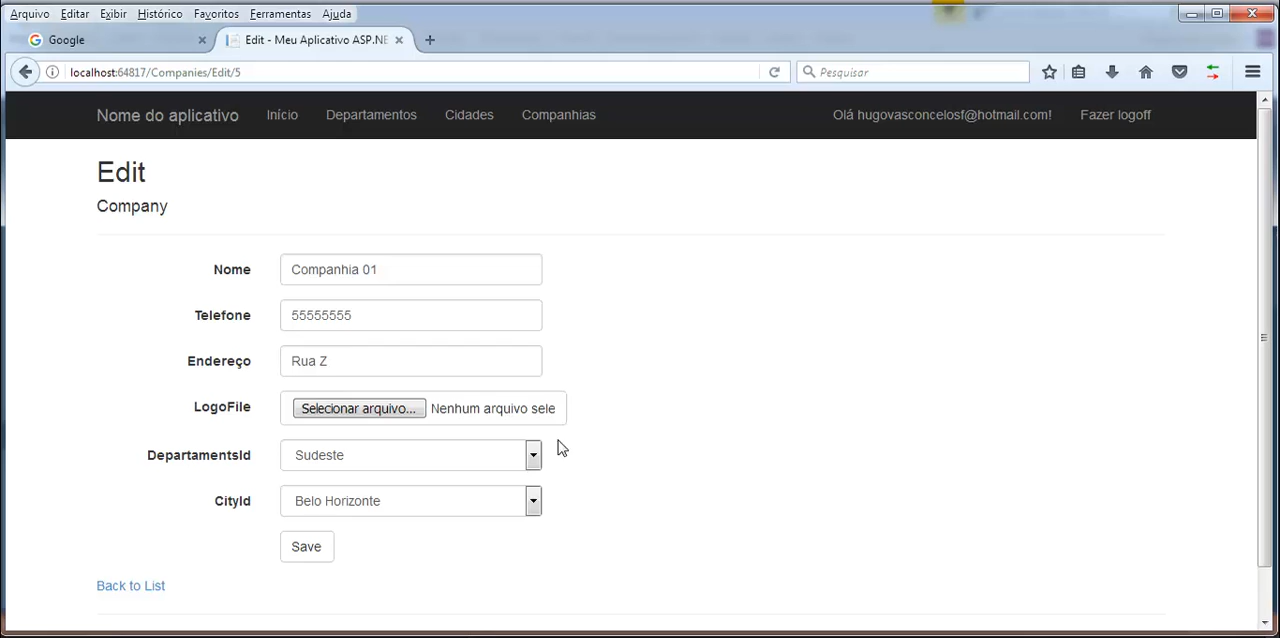 Arquivo Editar Exibir Histórico Favoritos Ferramentas Ajuda
Google
Edit - Meu Aplicativo ASP.NE
localhost:64817/Companies/Edit/5
Pesquisar
Nome do aplicativo Início Departamentos Cidades Companhias Olá hugovasconcelosf@hotmail.com! Fazer logoff
Edit
Company
Nome Companhia 01
Telefone 55555555
Endereço Rua Z
LogoFile Selecionar arquivo... Nenhum arquivo sele
DepartamentsId Sudeste
CityId Belo Horizonte
Save
Back to List